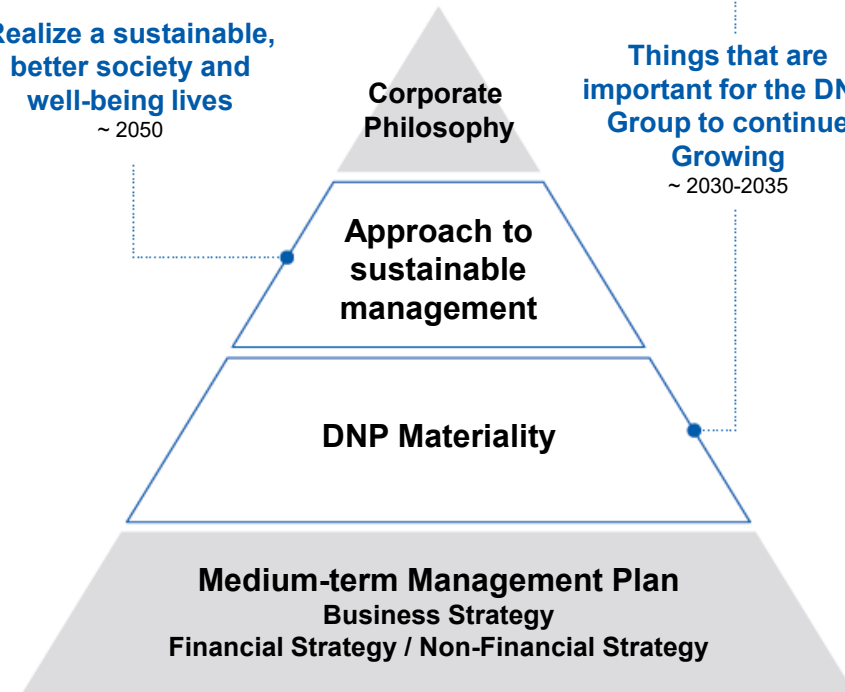 Realize a sustainable,
better society and
well-being lives
~ 2050
Things that are
important for the DN
Group to continue
Growing
~ 2030-2035
Corporate
Philosophy
Approach to
sustainable
management
DNP Materiality
Medium-term Management Plan
Business Strategy
Financial Strategy / Non-Financial Strategy